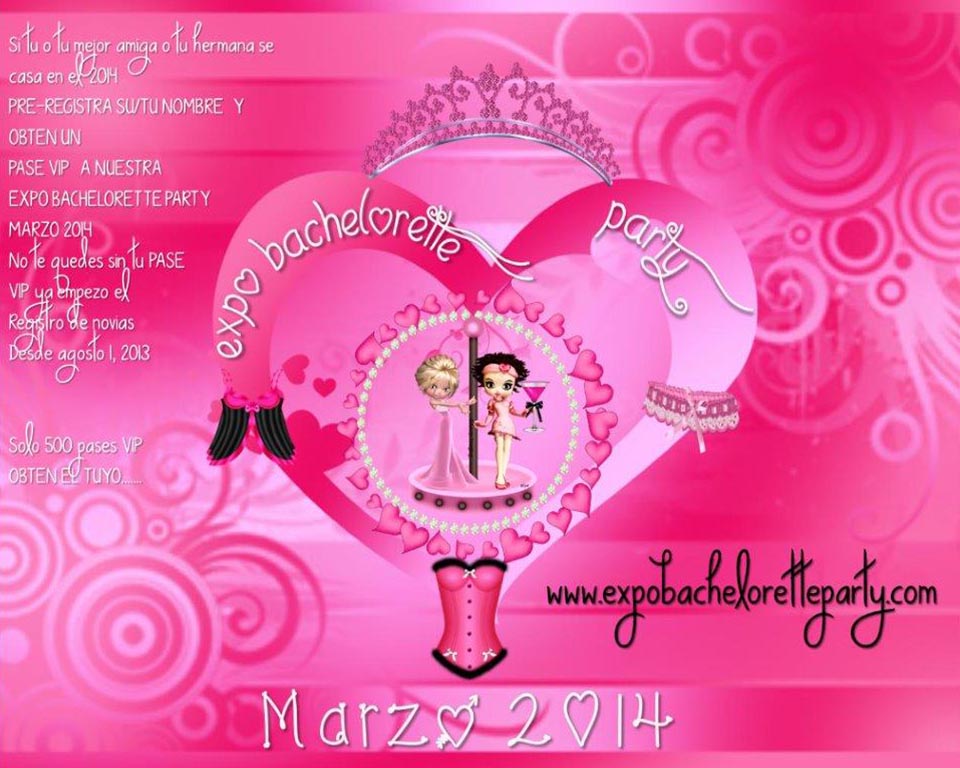 Si tu o tu mejor amiga o tu hermana se
casa en el 2014
PRE-REGISTRA SU/TU NOMBRE Y
OBTEN UN
PASE VIP A NUESTRA
EXPO BACHELORETTE PARTY
MARZO 2014
No te quedes sin tu PASE
VIP ya empezo el
Registro de novias
Desde agosto 1, 2013
Solo 500 pases VIP
OBTEN EL TUYO......
expo bachelorette party
www.expobacheloretteparty.com
Marzo 2014